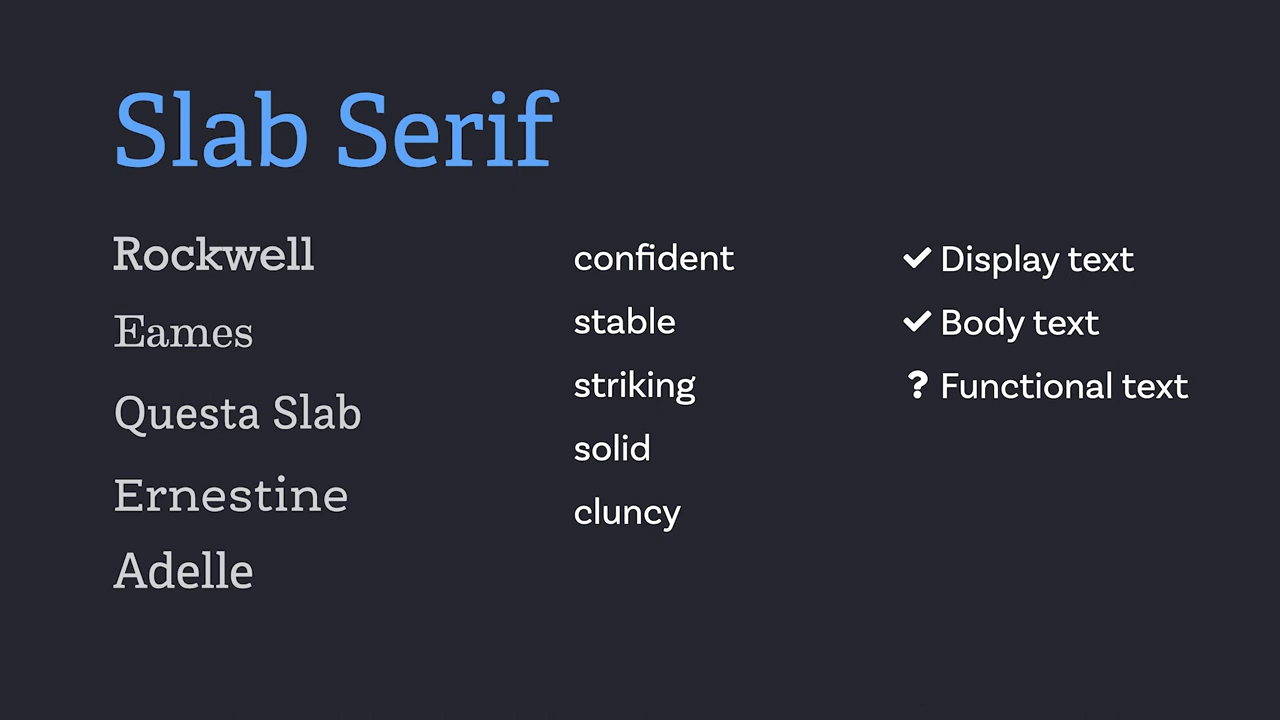 Slab Serif
Rockwell
Eames
Questa Slab
Ernestine
Adelle
confident
stable
striking
solid
cluncy
✔ Display text
✔ Body text
? Functional text